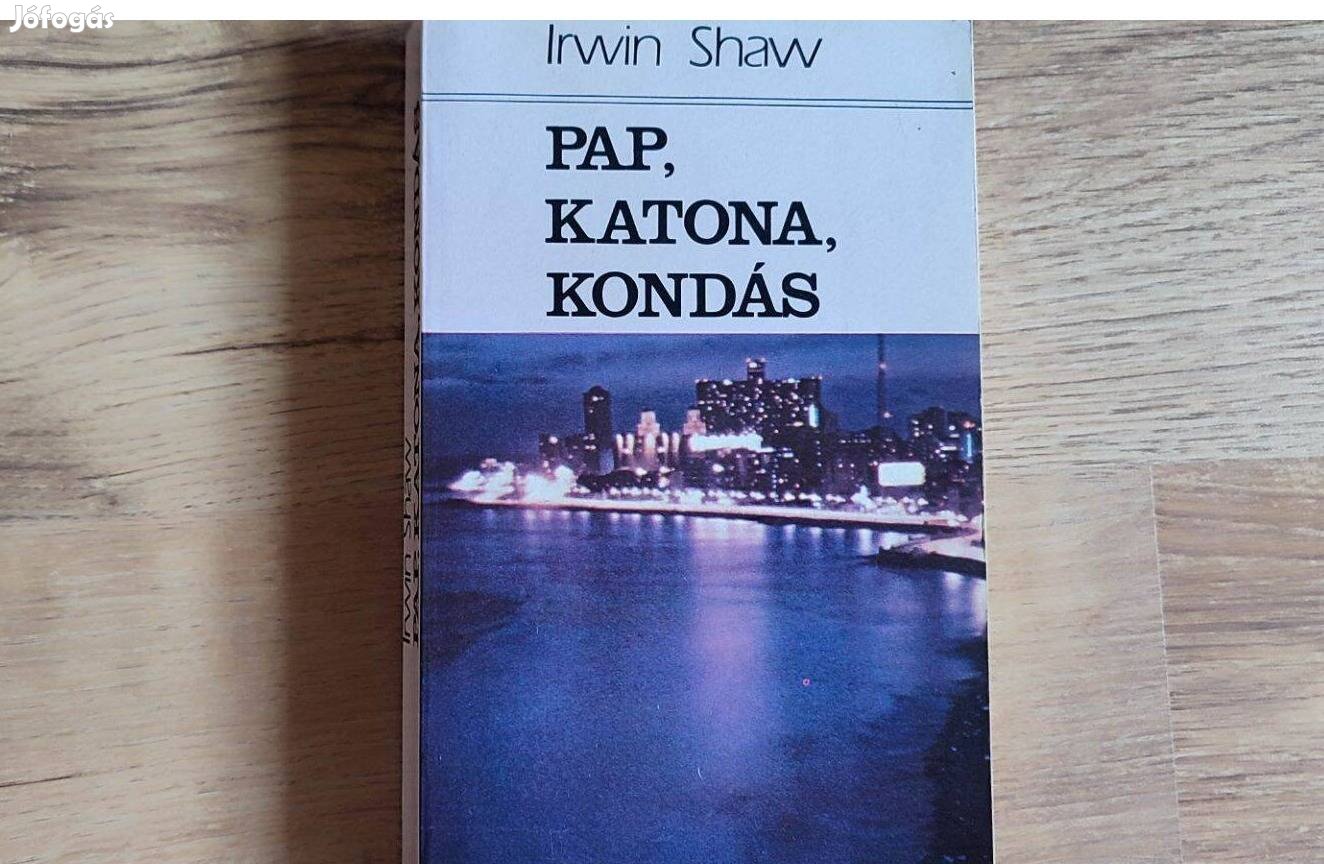 Jófogás
Irwin Shaw
PAP,
KATONA,
KONDÁS
Irwin Shaw
PAP, KATONA, KONDÁS